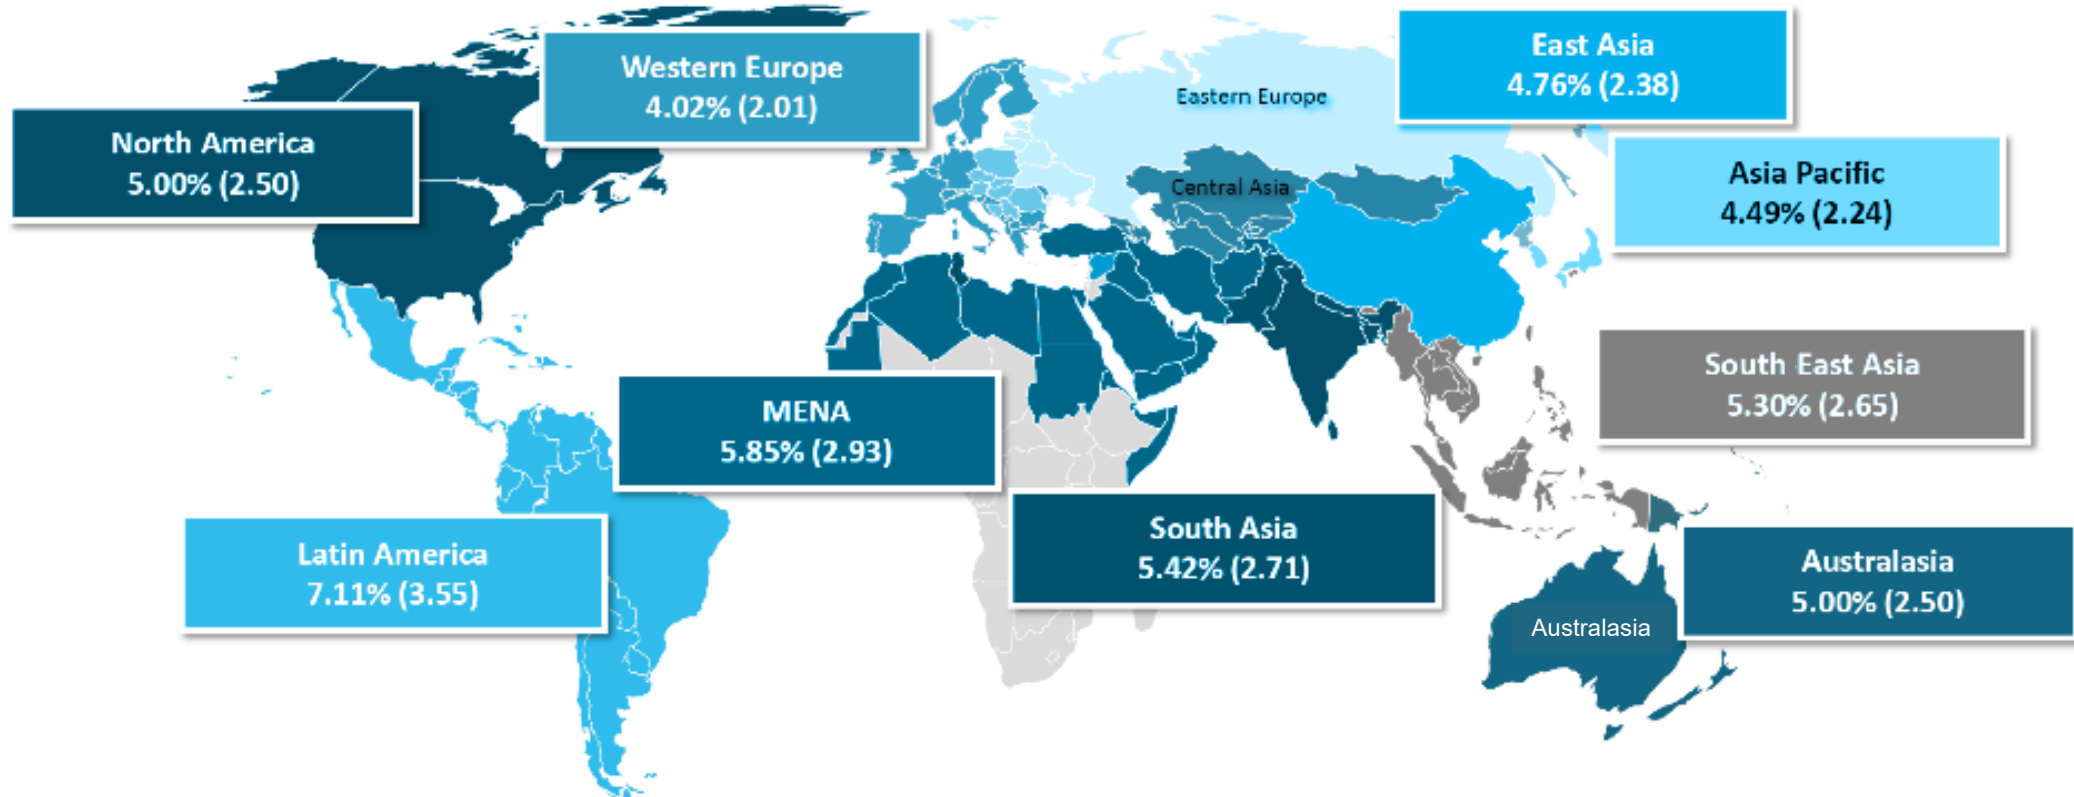 East Asia
4.76% (2.38)
Western Europe
4.02% (2.01)
Eastern Europe
North America
5.00% (2.50)
Asia Pacific
4.49% (2.24)
Central Asia
South East Asia
5.30% (2.65)
MENA
5.85% (2.93)
South Asia
5.42% (2.71)
Latin America
7.11% (3.55)
Australasia
5.00% (2.50)
Australasia